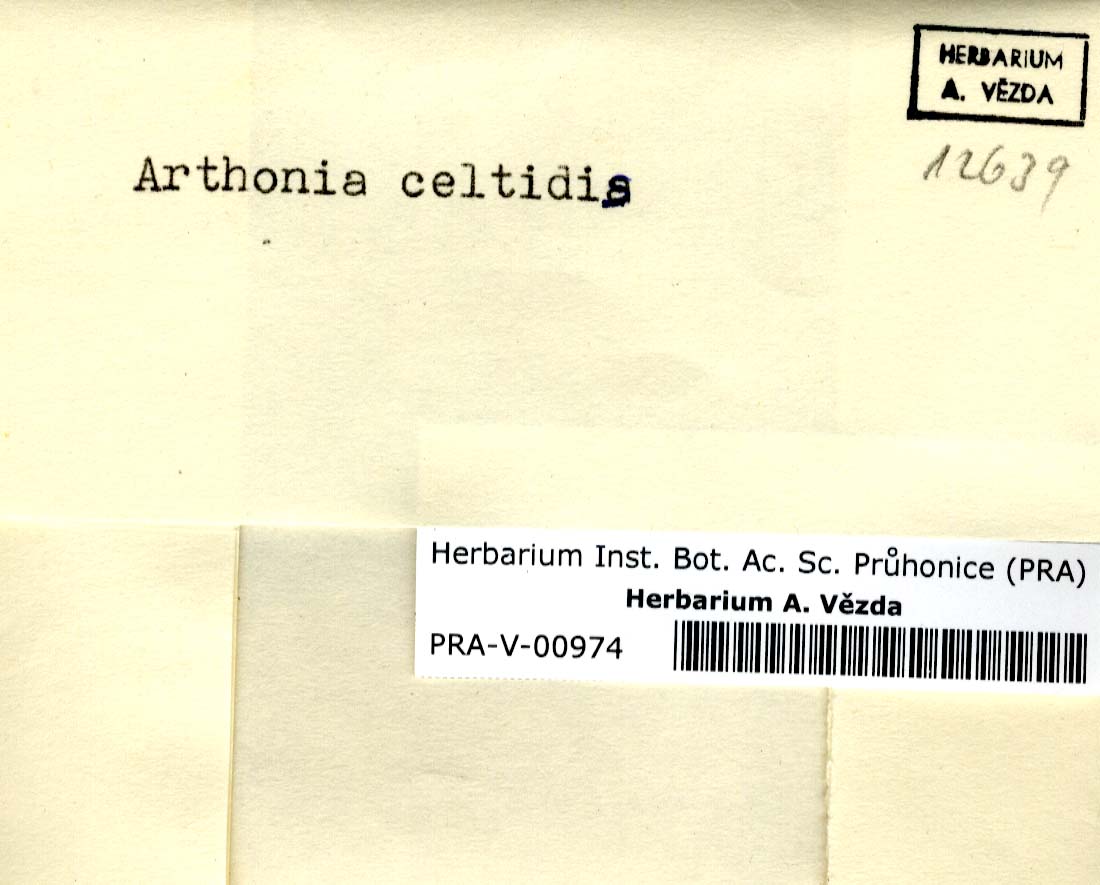 HERBARIUM
A. VĚZDA
12639
Arthonia celtidis
Herbarium Inst. Bot. Ac. Sc. Průhonice (PRA)
Herbarium A. Vězda
PRA-V-00974